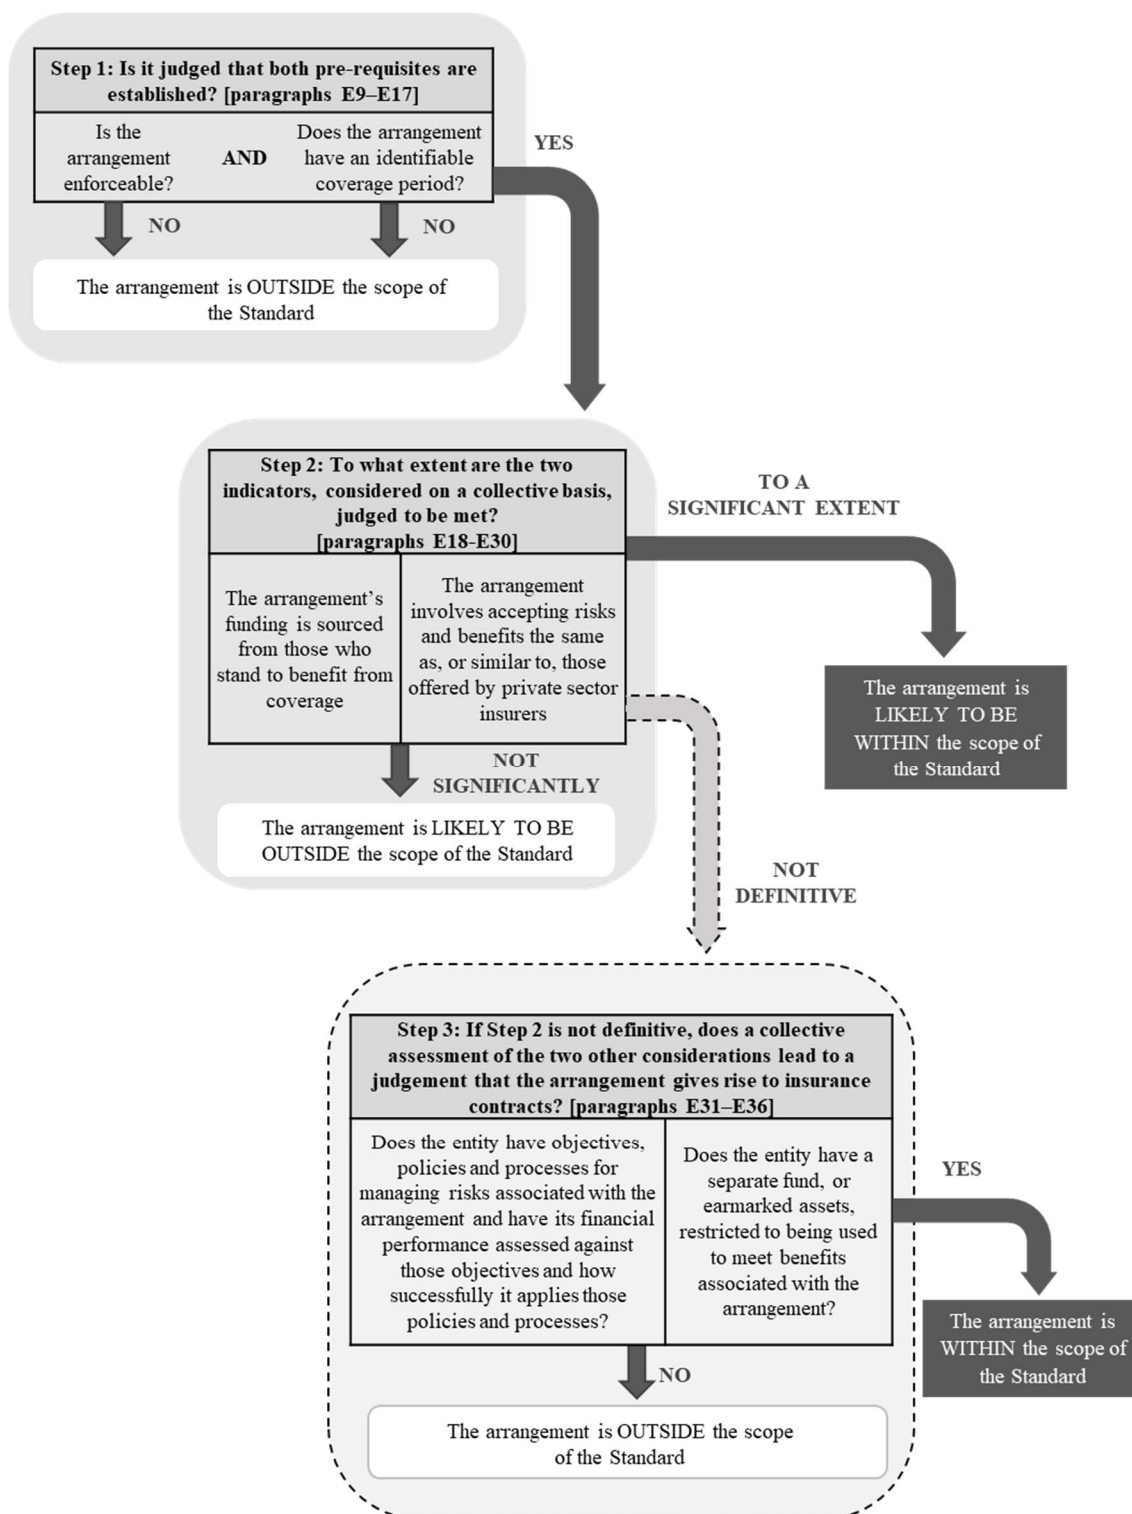 Step 1: Is it judged that both pre-requisites are
established? [paragraphs E9–E17]
Is the
arrangement
enforceable?
AND
Does the arrangement
have an identifiable
coverage period?
YES
NO
NO
The arrangement is OUTSIDE the scope of
the Standard
Step 2: To what extent are the two
indicators, considered on a collective basis,
judged to be met?
[paragraphs E18-E30]
TO A
SIGNIFICANT EXTENT
The arrangement's
funding is sourced
from those who
stand to benefit from
coverage
The arrangement
involves accepting risks
and benefits the same
as, or similar to, those
offered by private sector
insurers
The arrangement is
LIKELY TO BE
WITHIN the scope of
the Standard
NOT
SIGNIFICANTLY
The arrangement is LIKELY TO BE
OUTSIDE the scope of the Standard
NOT
DEFINITIVE
Step 3: If Step 2 is not definitive, does a collective
assessment of the two other considerations lead to a
judgement that the arrangement gives rise to insurance
contracts? [paragraphs E31–E36]
Does the entity have objectives,
policies and processes for
managing risks associated with the
arrangement and have its financial
performance assessed against
those objectives and how
successfully it applies those
policies and processes?
Does the entity have a
separate fund, or
earmarked assets,
restricted to being used
to meet benefits
associated with the
arrangement?
YES
The arrangement is
WITHIN the scope of
the Standard
NO
The arrangement is OUTSIDE the scope
of the Standard